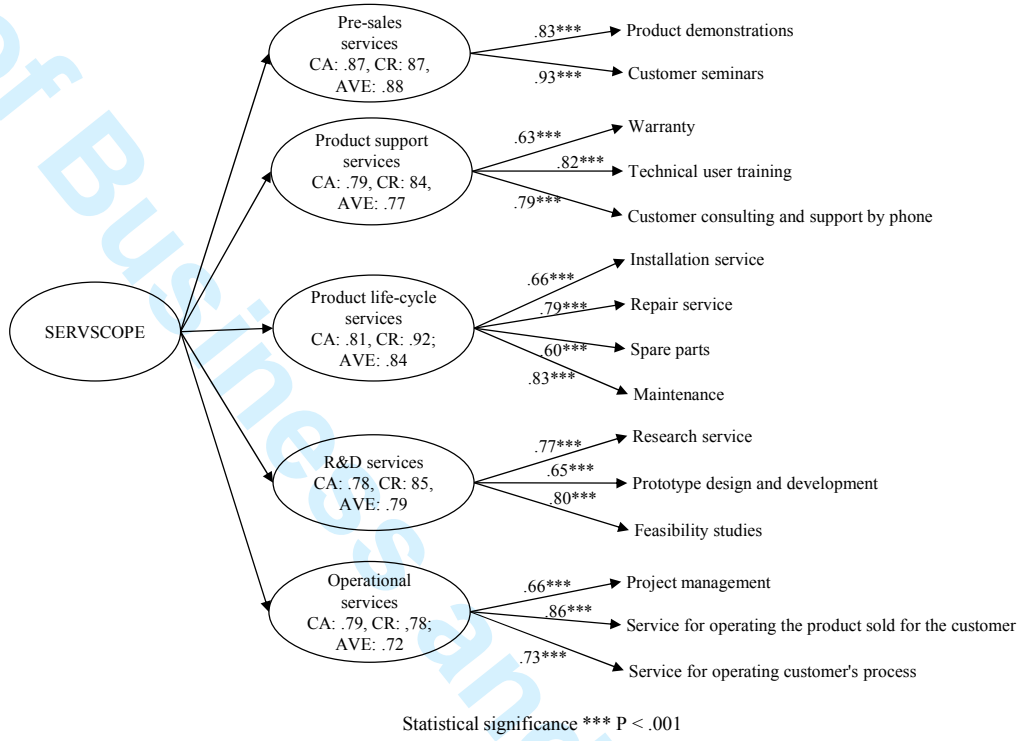 Pre-sales
services
CA: .87, CR: 87,
AVE: .88
.83***
Product demonstrations
.93***
Customer seminars
Product support
services
CA: .79, CR: 84,
AVE: .77
.63***
Warranty
.82***
Technical user training
.79***
Customer consulting and support by phone
SERVSCOPE
Product life-cycle
services
CA: .81, CR: .92;
AVE: .84
.66***
Installation service
.79***
Repair service
.60***
Spare parts
.83***
Maintenance
R&D services
CA: .78, CR: 85,
AVE: .79
.77***
Research service
.65***
Prototype design and development
.80***
Feasibility studies
Operational
services
CA: .79, CR: ,78;
AVE: .72
.66***
Project management
.86***
Service for operating the product sold for the customer
.73***
Service for operating customer's process
Statistical significance *** P < .001
of Business and